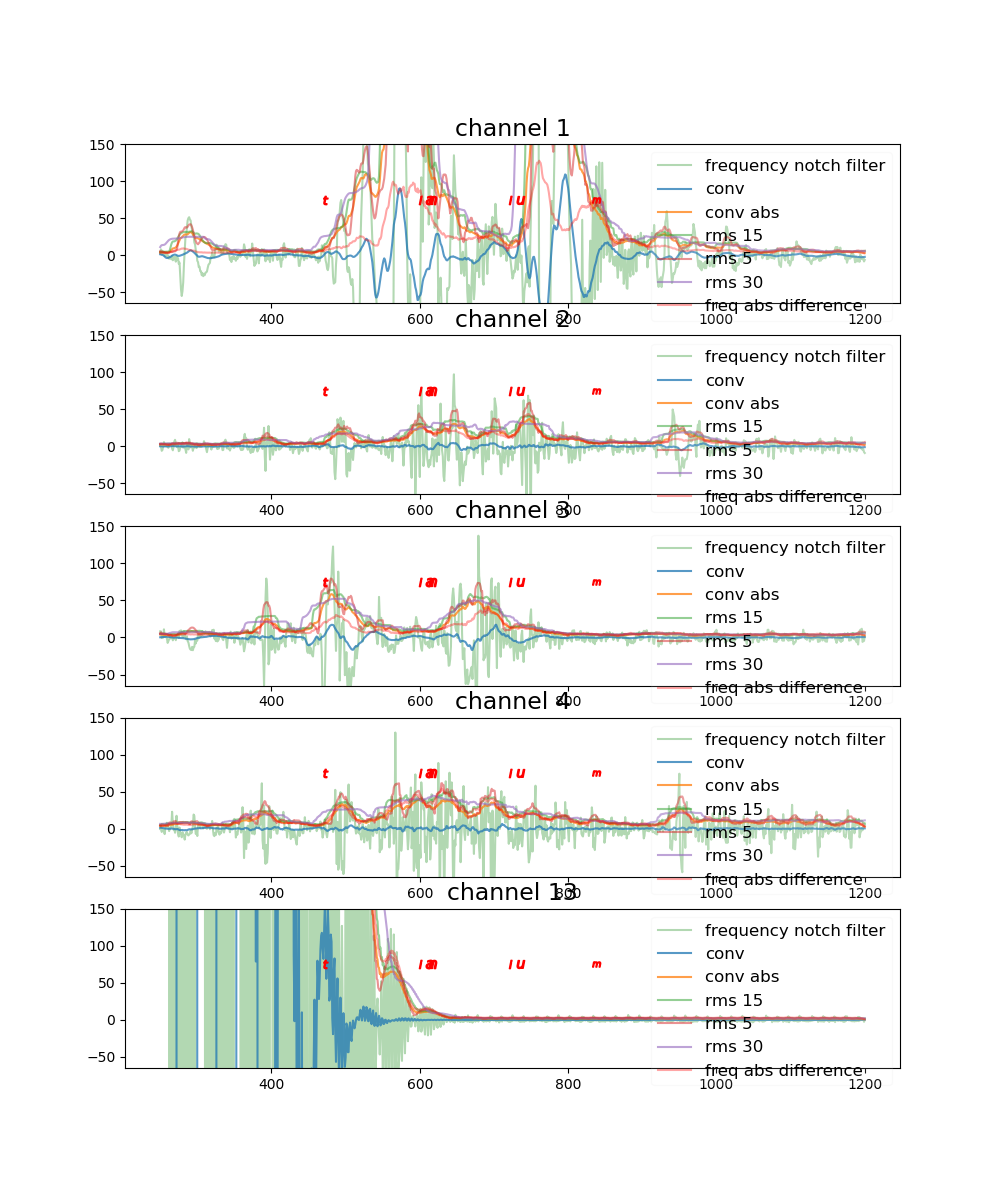 channel 1
150
100
50
0
−50
400 600 800 1000 1200
t l a n l u m
frequency notch filter
conv
conv abs
rms 15
rms 5
rms 30
freq abs difference
channel 2
150
100
50
0
−50
400 600 800 1000 1200
t l a n l u m
frequency notch filter
conv
conv abs
rms 15
rms 5
rms 30
freq abs difference
channel 3
150
100
50
0
−50
400 600 800 1000 1200
t l a n l u m
frequency notch filter
conv
conv abs
rms 15
rms 5
rms 30
freq abs difference
channel 4
150
100
50
0
−50
400 600 800 1000 1200
t l a n l u m
frequency notch filter
conv
conv abs
rms 15
rms 5
rms 30
freq abs difference
channel 13
150
100
50
0
−50
400 600 800 1000 1200
t l a n l u m
frequency notch filter
conv
conv abs
rms 15
rms 5
rms 30
freq abs difference